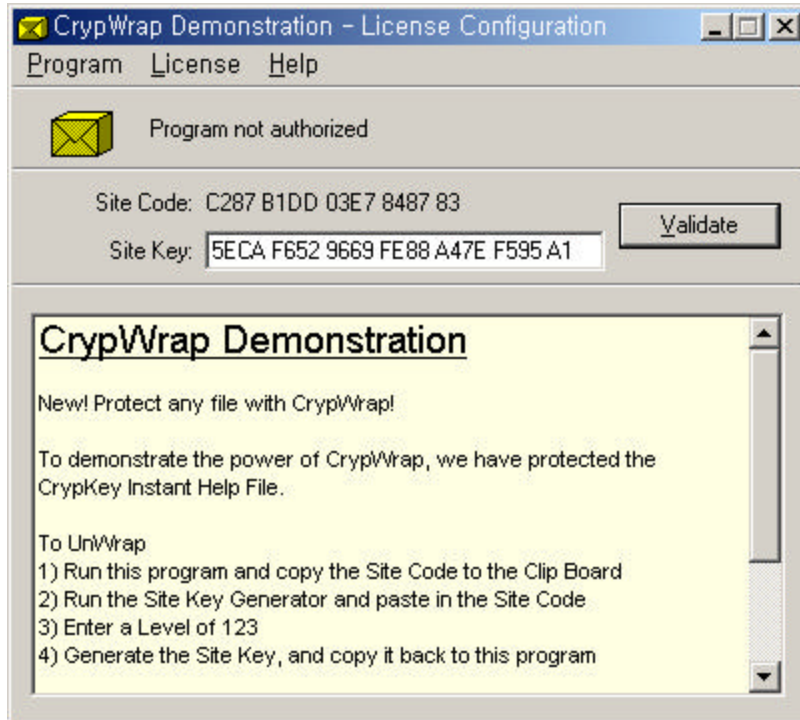 CrypWrap Demonstration - License Configuration
Program License Help
Program not authorized
Site Code: C287 B1DD 03E7 8487 83
Validate
Site Key: 5ECA F652 9669 FE88 A47E F595 A1
CrypWrap Demonstration
New! Protect any file with CrypWrap!
To demonstrate the power of CrypWrap, we have protected the
CrypKey Instant Help File.
To UnWrap
1) Run this program and copy the Site Code to the Clip Board
2) Run the Site Key Generator and paste in the Site Code
3) Enter a Level of 123
4) Generate the Site Key, and copy it back to this program